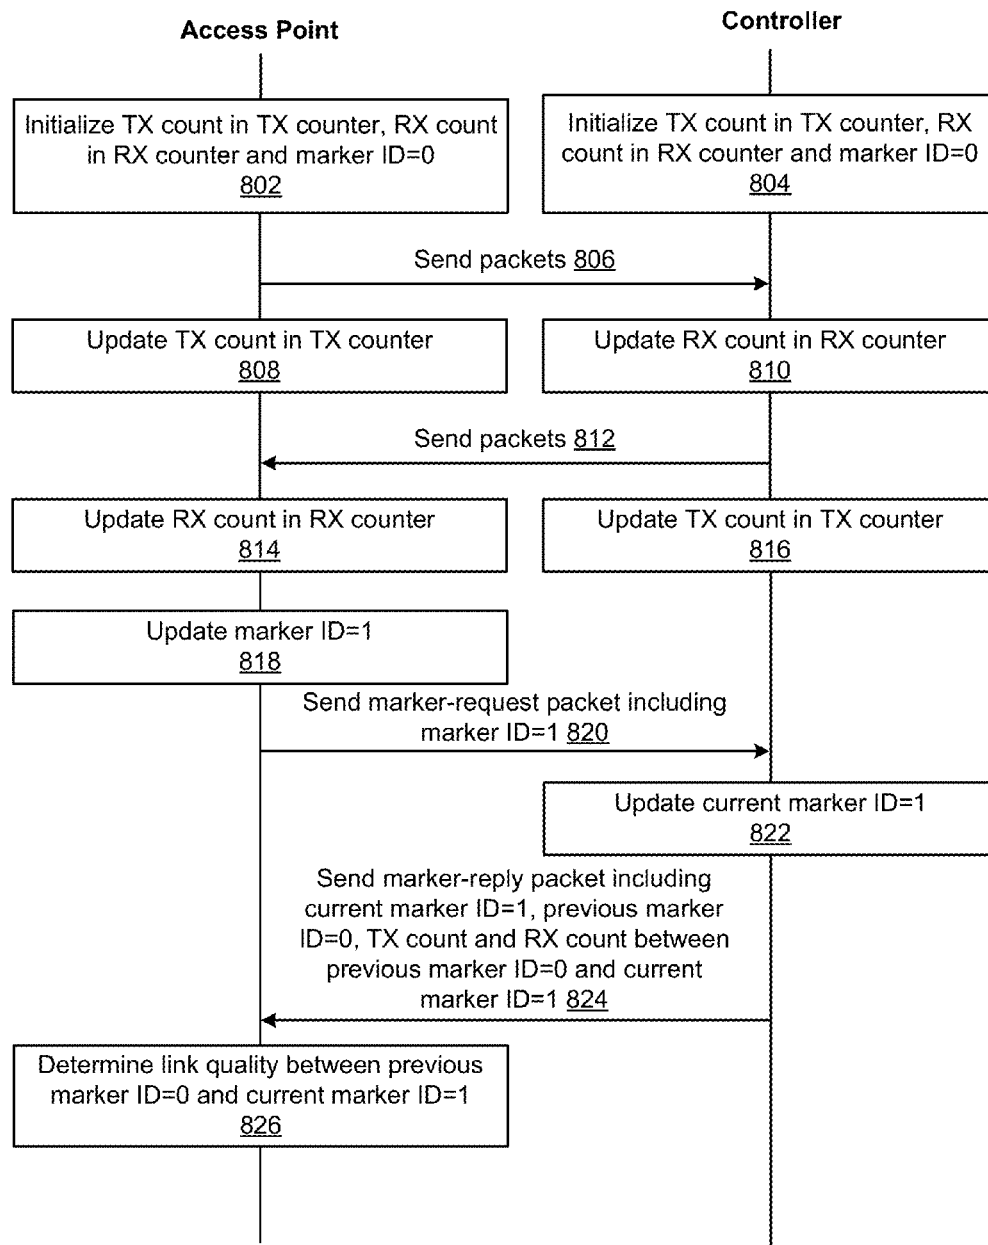 Access Point
Controller
Initialize TX count in TX counter, RX count
in RX counter and marker ID=0
802
Initialize TX count in TX counter, RX
count in RX counter and marker ID=0
804
Send packets 806
Update TX count in TX counter
808
Update RX count in RX counter
810
Send packets 812
Update RX count in RX counter
814
Update TX count in TX counter
816
Update marker ID=1
818
Send marker-request packet including
marker ID=1 820
Update current marker ID=1
822
Send marker-reply packet including
current marker ID=1, previous marker
ID=0, TX count and RX count between
previous marker ID=0 and current
marker ID=1 824
Determine link quality between previous
marker ID=0 and current marker ID=1
826